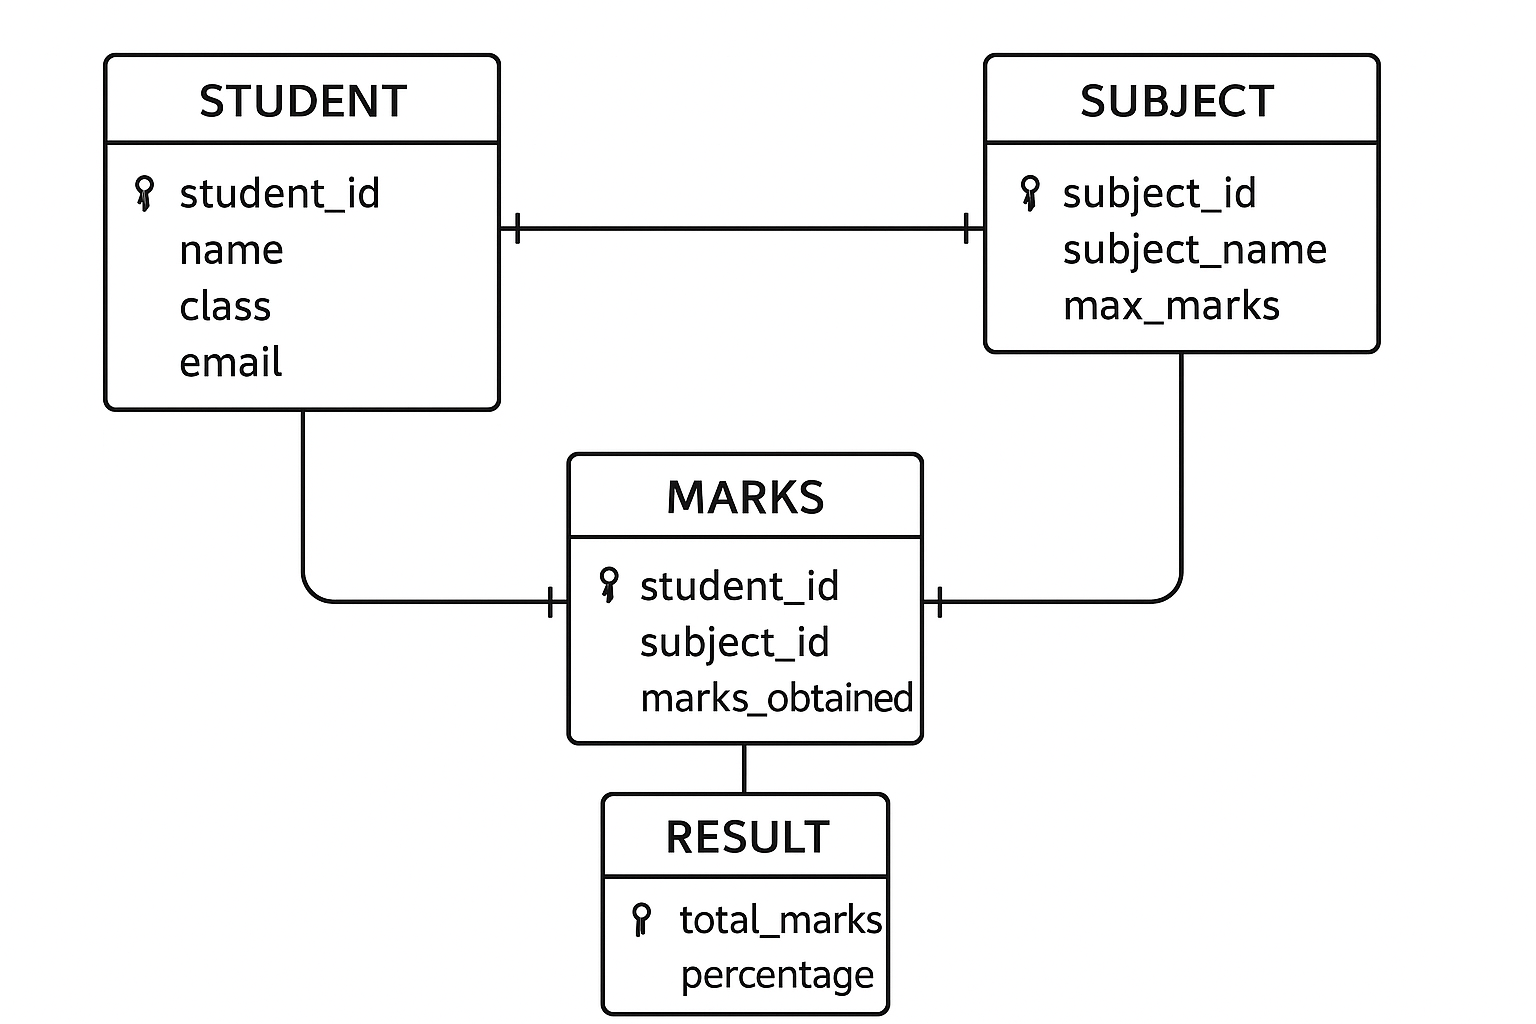 STUDENT
student_id
name
class
email
SUBJECT
subject_id
subject_name
max_marks
MARKS
student_id
subject_id
marks_obtained
RESULT
total_marks
percentage